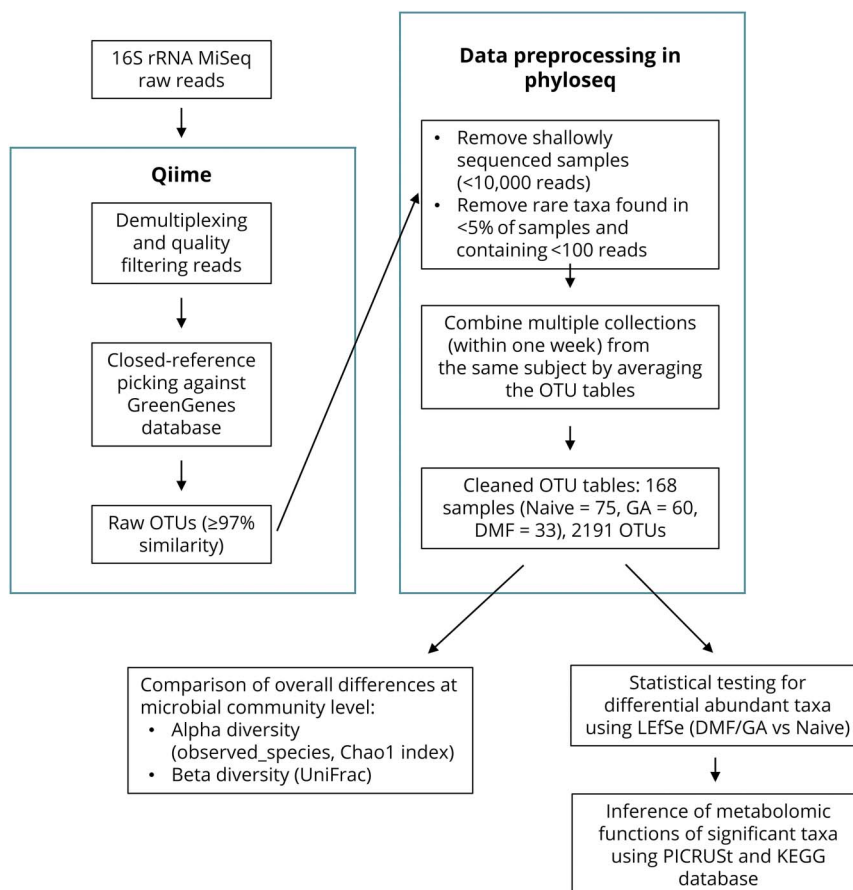 16S rRNA MiSeq
raw reads
Qiime
Demultiplexing
and quality
filtering reads
Closed-reference
picking against
GreenGenes
database
Raw OTUs (≥97%
similarity)
Data preprocessing in
phyloseq
• Remove shallowly
sequenced samples
(<10,000 reads)
• Remove rare taxa found in
<5% of samples and
containing <100 reads
Combine multiple collections
(within one week) from
the same subject by averaging
the OTU tables
Cleaned OTU tables: 168
samples (Naive = 75, GA = 60,
DMF = 33), 2191 OTUs
Comparison of overall differences at
microbial community level:
• Alpha diversity
(observed_species, Chao1 index)
• Beta diversity (UniFrac)
Statistical testing for
differential abundant taxa
using LEfSe (DMF/GA vs Naive)
Inference of metabolomic
functions of significant taxa
using PICRUSt and KEGG
database